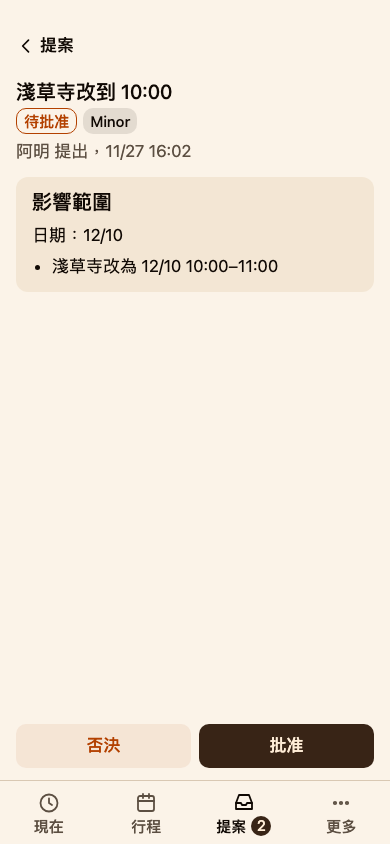 提案
淺草寺改到 10:00
待批准 Minor
阿明 提出，11/27 16:02
影響範圍
日期：12/10
• 淺草寺改為 12/10 10:00–11:00
否決 批准
現在 行程 提案 2 更多